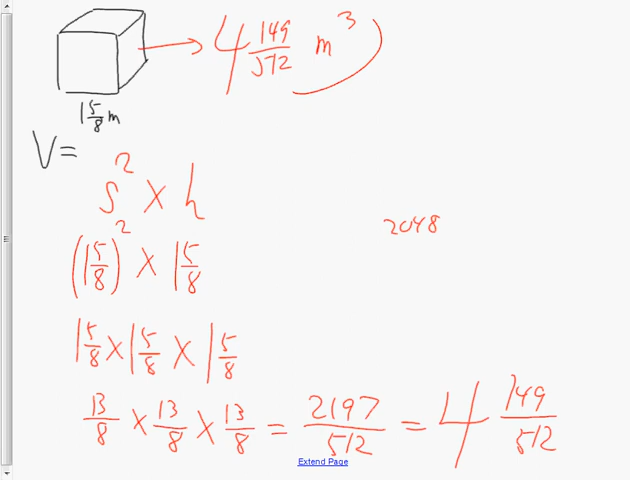 4 149/572 m³
1 5/8 m
V =
s² × h
2048
(1 5/8)² × 1 5/8
1 5/8 × 1 5/8 × 1 5/8
13/8 × 13/8 × 13/8 = 2197/512 = 4 149/512
Extend Page